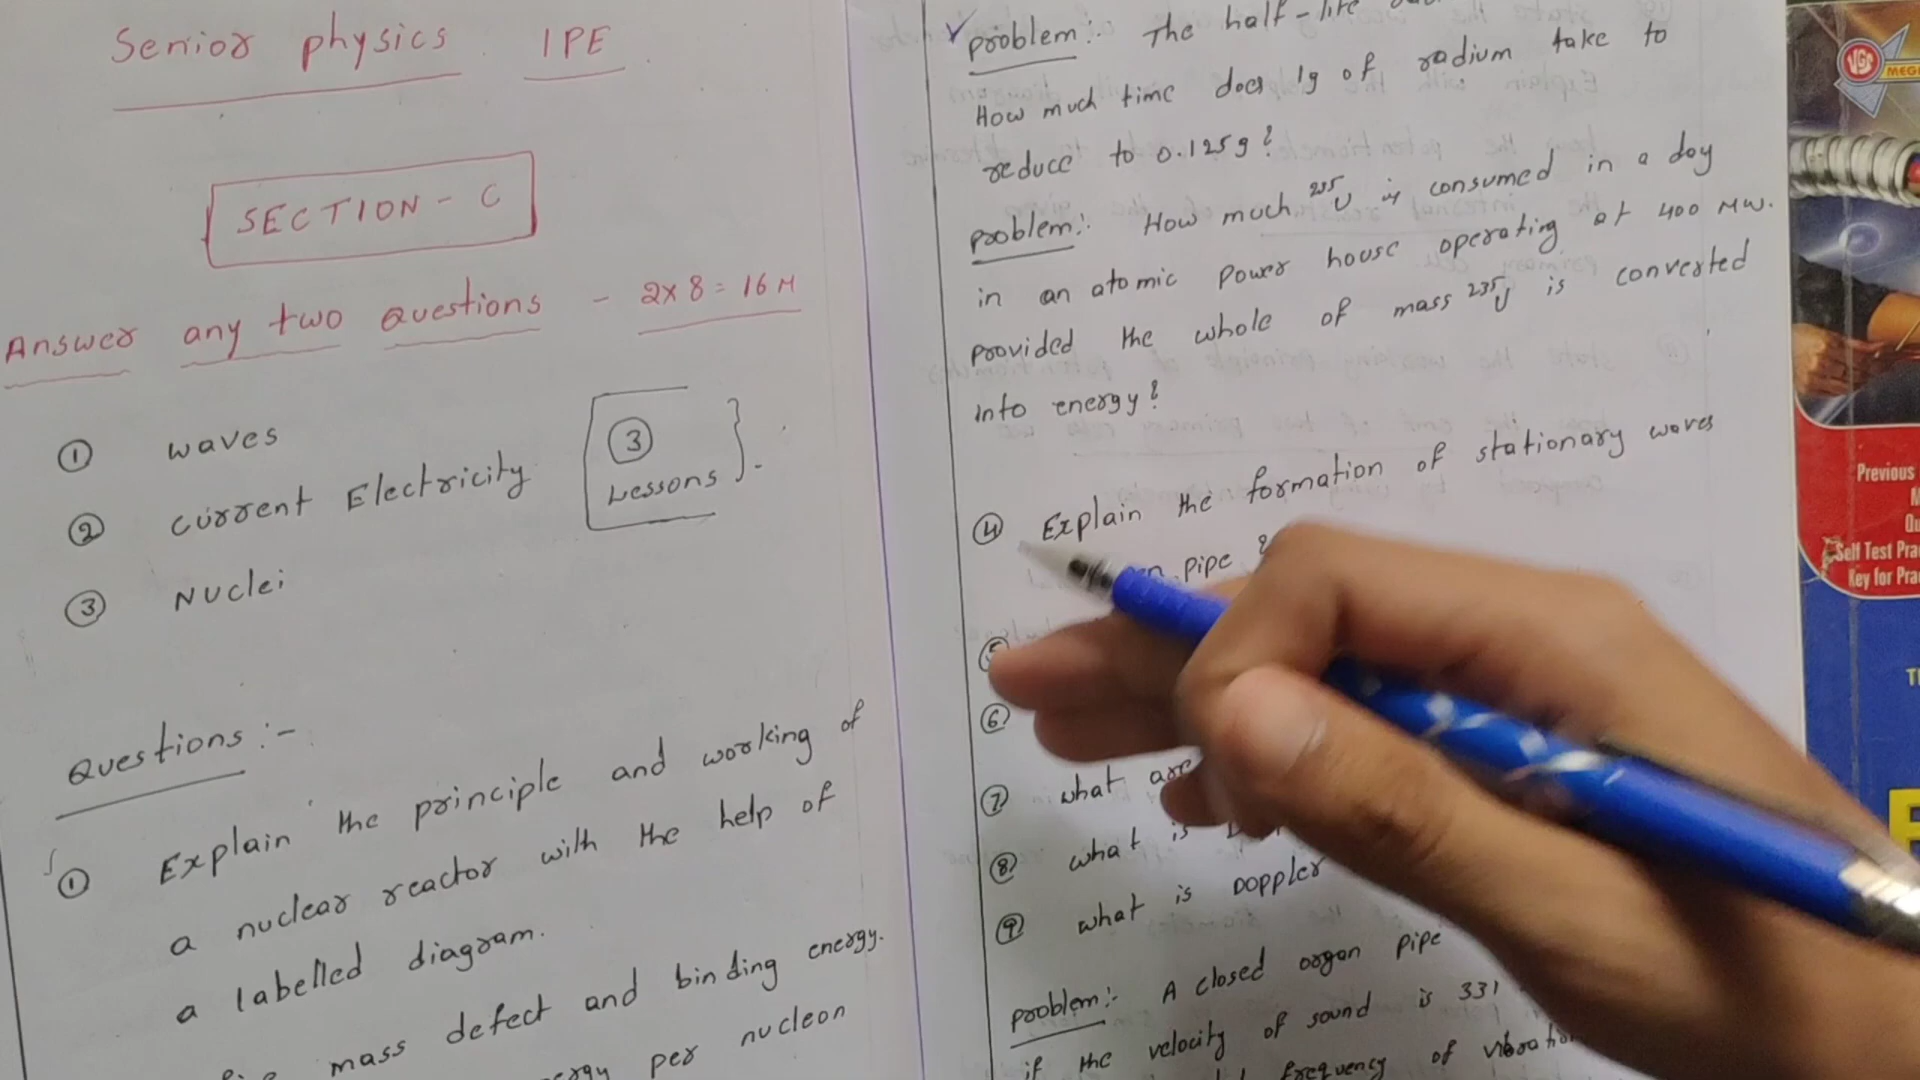 Senior physics IPE
SECTION - C
Answer any two questions - 2x8=16M
① waves
② current Electricity
③ Nuclei
③
Lessons
Questions :-
① Explain the principle and working of
a nuclear reactor with the help of
a labelled diagram.
mass defect and binding energy.
per nucleon
problem:- The half-life
How much time does 1g of radium take to
reduce to 0.125g?
problem:- How much 235U is consumed in a day
in an atomic power house operating at 400 MW.
provided the whole of mass 235U is converted
into energy?
④ Explain the formation of stationary waves
pipe
⑤
⑥
⑦ what are
⑧ what is
⑨ what is Doppler
problem:- A closed organ pipe
if the velocity of sound is 331
frequency of
VGS
MEG
Previous
Self Test Pra
Key for Pra